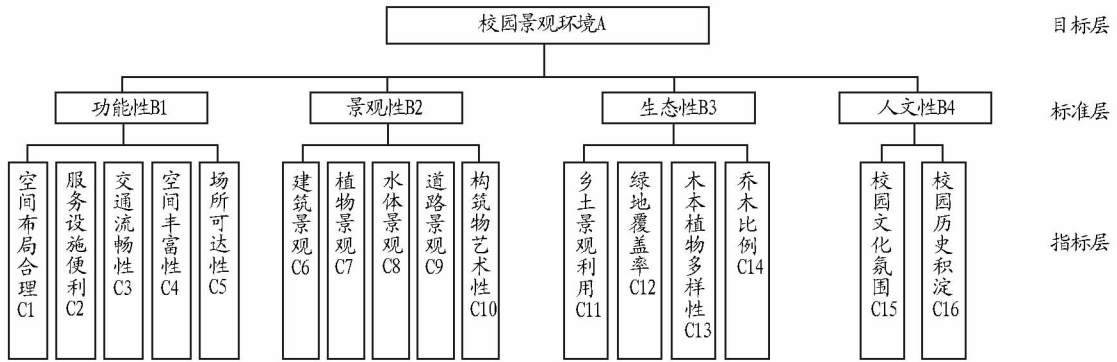 校园景观环境A
目标层
功能性B1
景观性B2
生态性B3
人文性B4
标准层
空间布局合理C1
服务设施便利C2
交通流畅性C3
空间丰富性C4
场所可达性C5
建筑景观C6
植物景观C7
水体景观C8
道路景观C9
构筑物艺术性C10
乡土景观利用C11
绿地覆盖率C12
木本植物多样性C13
乔木比例C14
校园文化氛围C15
校园历史积淀C16
指标层